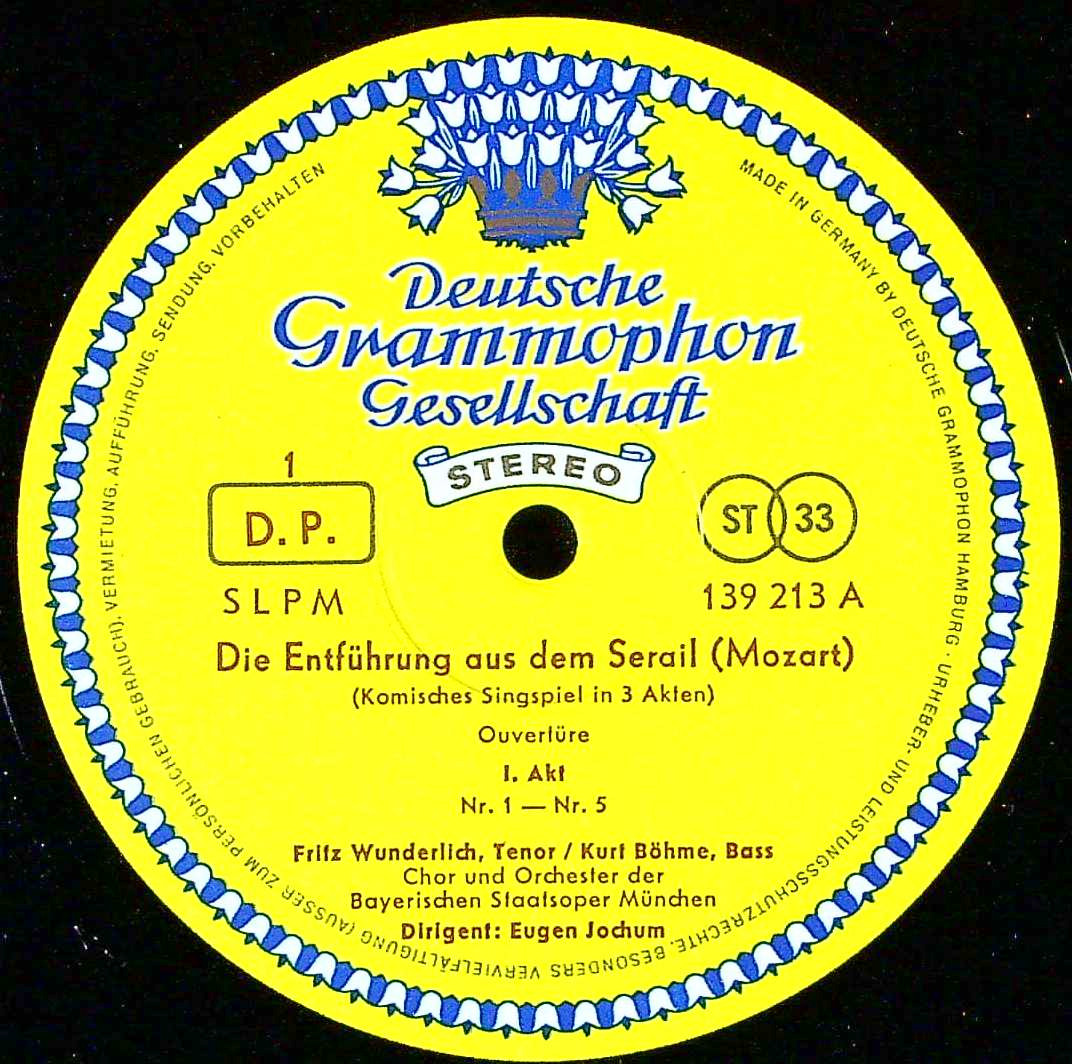 Deutsche
Grammophon
Gesellschaft
STEREO
1
D. P.
ST 33
SLPM
139 213 A
Die Entführung aus dem Serail (Mozart)
(Komisches Singspiel in 3 Akten)
Ouvertüre
I. Akt
Nr. 1 — Nr. 5
Fritz Wunderlich, Tenor / Kurt Böhme, Bass
Chor und Orchester der
Bayerischen Staatsoper München
Dirigent: Eugen Jochum
MADE IN GERMANY BY DEUTSCHE GRAMMOPHON HAMBURG · URHEBER- UND LEISTUNGSSCHUTZRECHTE, BESONDERS VERVIELFÄLTIGUNG (AUSSER ZUM PERSÖNLICHEN GEBRAUCH), VERMIETUNG, AUFFÜHRUNG, SENDUNG, VORBEHALTEN